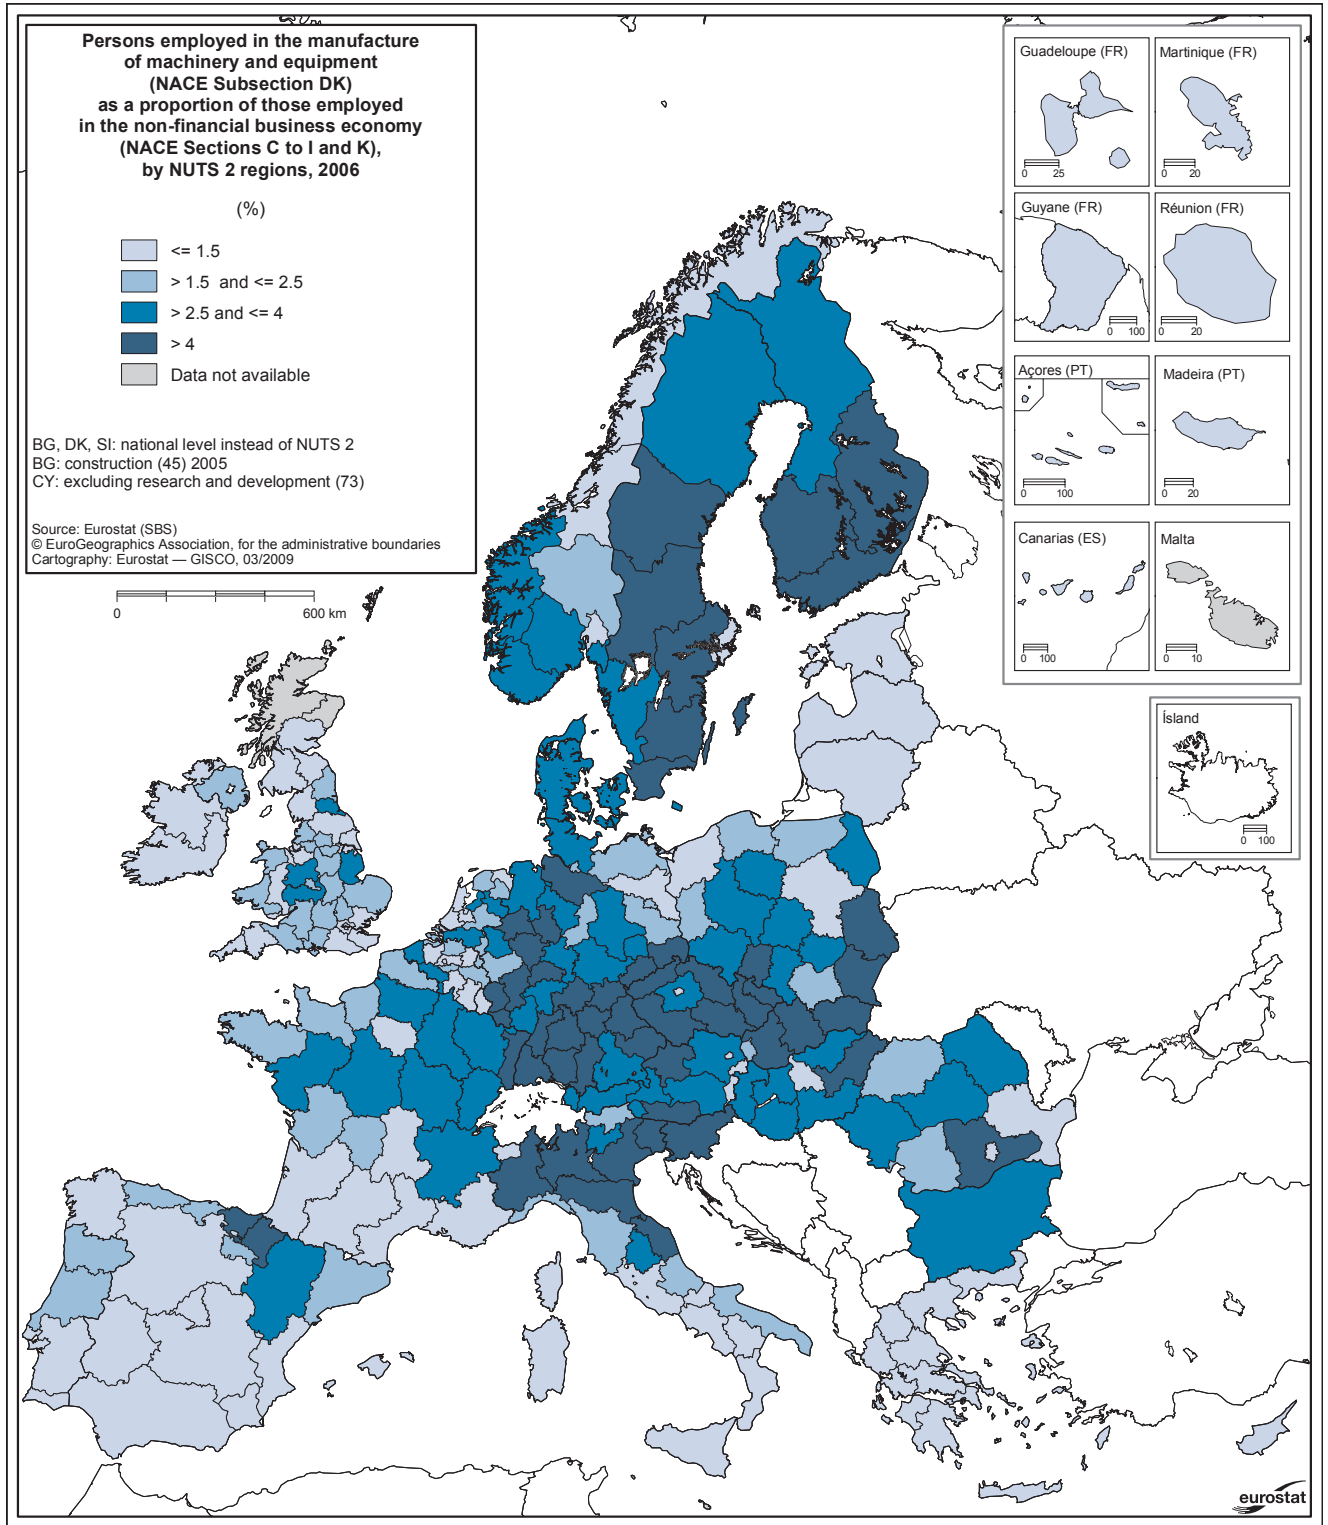 Persons employed in the manufacture
of machinery and equipment
(NACE Subsection DK)
as a proportion of those employed
in the non-financial business economy
(NACE Sections C to I and K),
by NUTS 2 regions, 2006
(%)
<= 1.5
> 1.5 and <= 2.5
> 2.5 and <= 4
> 4
Data not available
BG, DK, SI: national level instead of NUTS 2
BG: construction (45) 2005
CY: excluding research and development (73)
Source: Eurostat (SBS)
© EuroGeographics Association, for the administrative boundaries
Cartography: Eurostat — GISCO, 03/2009
0 600 km
Guadeloupe (FR)
0 25
Martinique (FR)
0 20
Guyane (FR)
0 100
Réunion (FR)
0 20
Açores (PT)
0 100
Madeira (PT)
0 20
Canarias (ES)
0 100
Malta
0 10
Ísland
0 100
eurostat